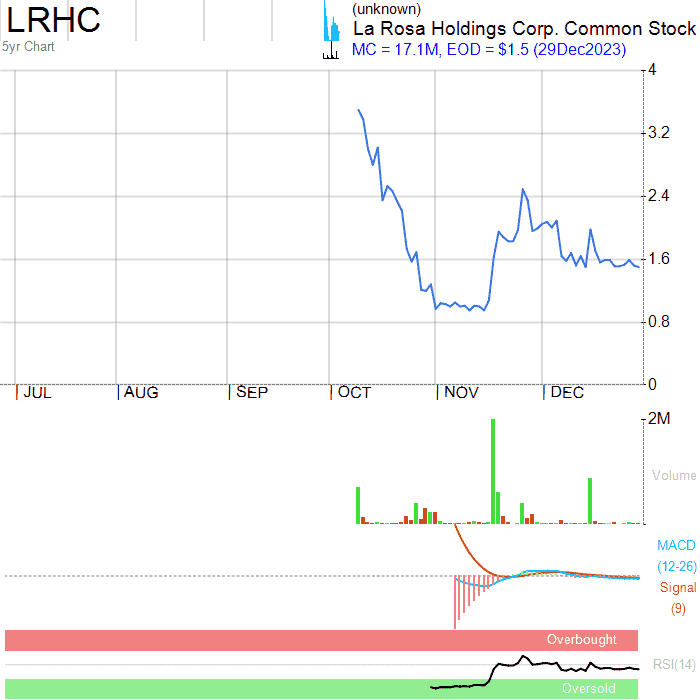 LRHC
5yr Chart
(unknown)
La Rosa Holdings Corp. Common Stock
MC = 17.1M, EOD = $1.5 (29Dec2023)
4
3.2
2.4
1.6
0.8
0
JUL AUG SEP OCT NOV DEC
2M
Volume
MACD
(12-26)
Signal
(9)
Overbought
RSI(14)
Oversold